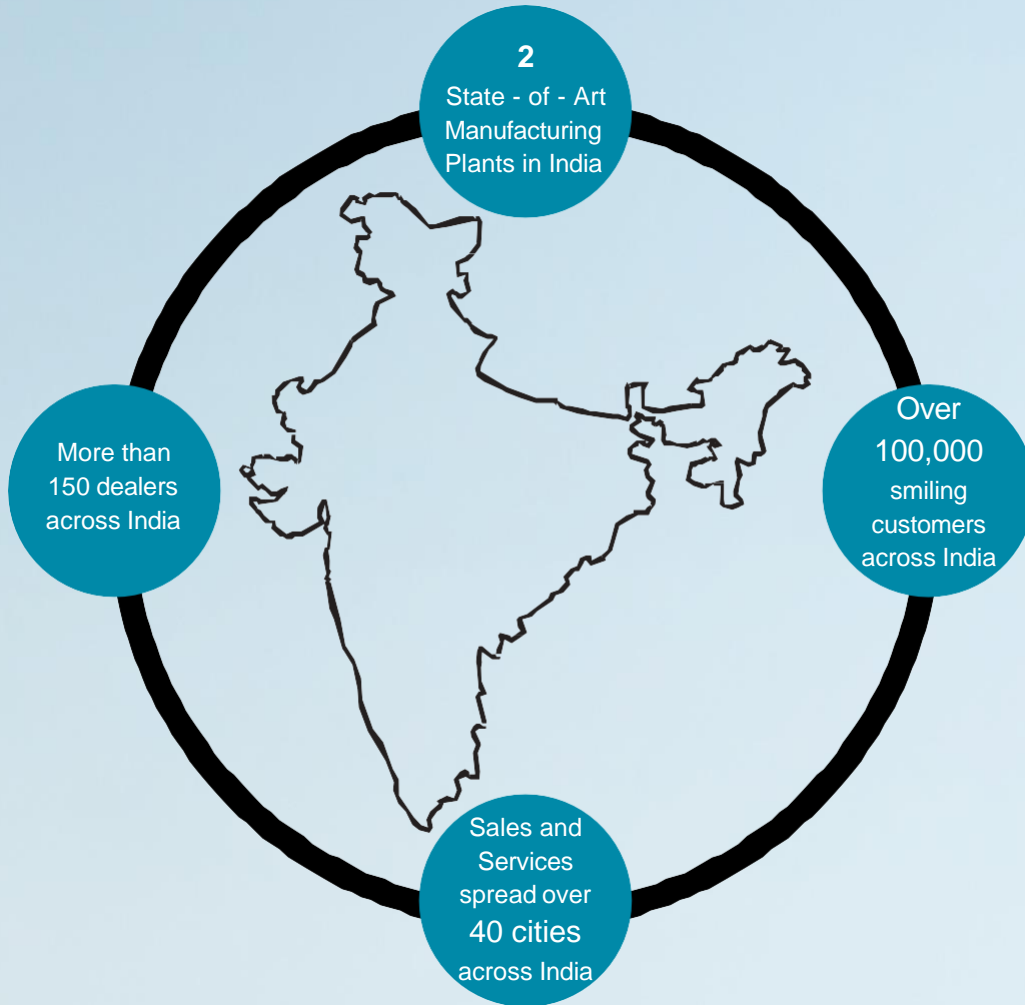 2
State - of - Art
Manufacturing
Plants in India
More than
150 dealers
across India
Over
100,000
smiling
customers
across India
Sales and
Services
spread over
40 cities
across India